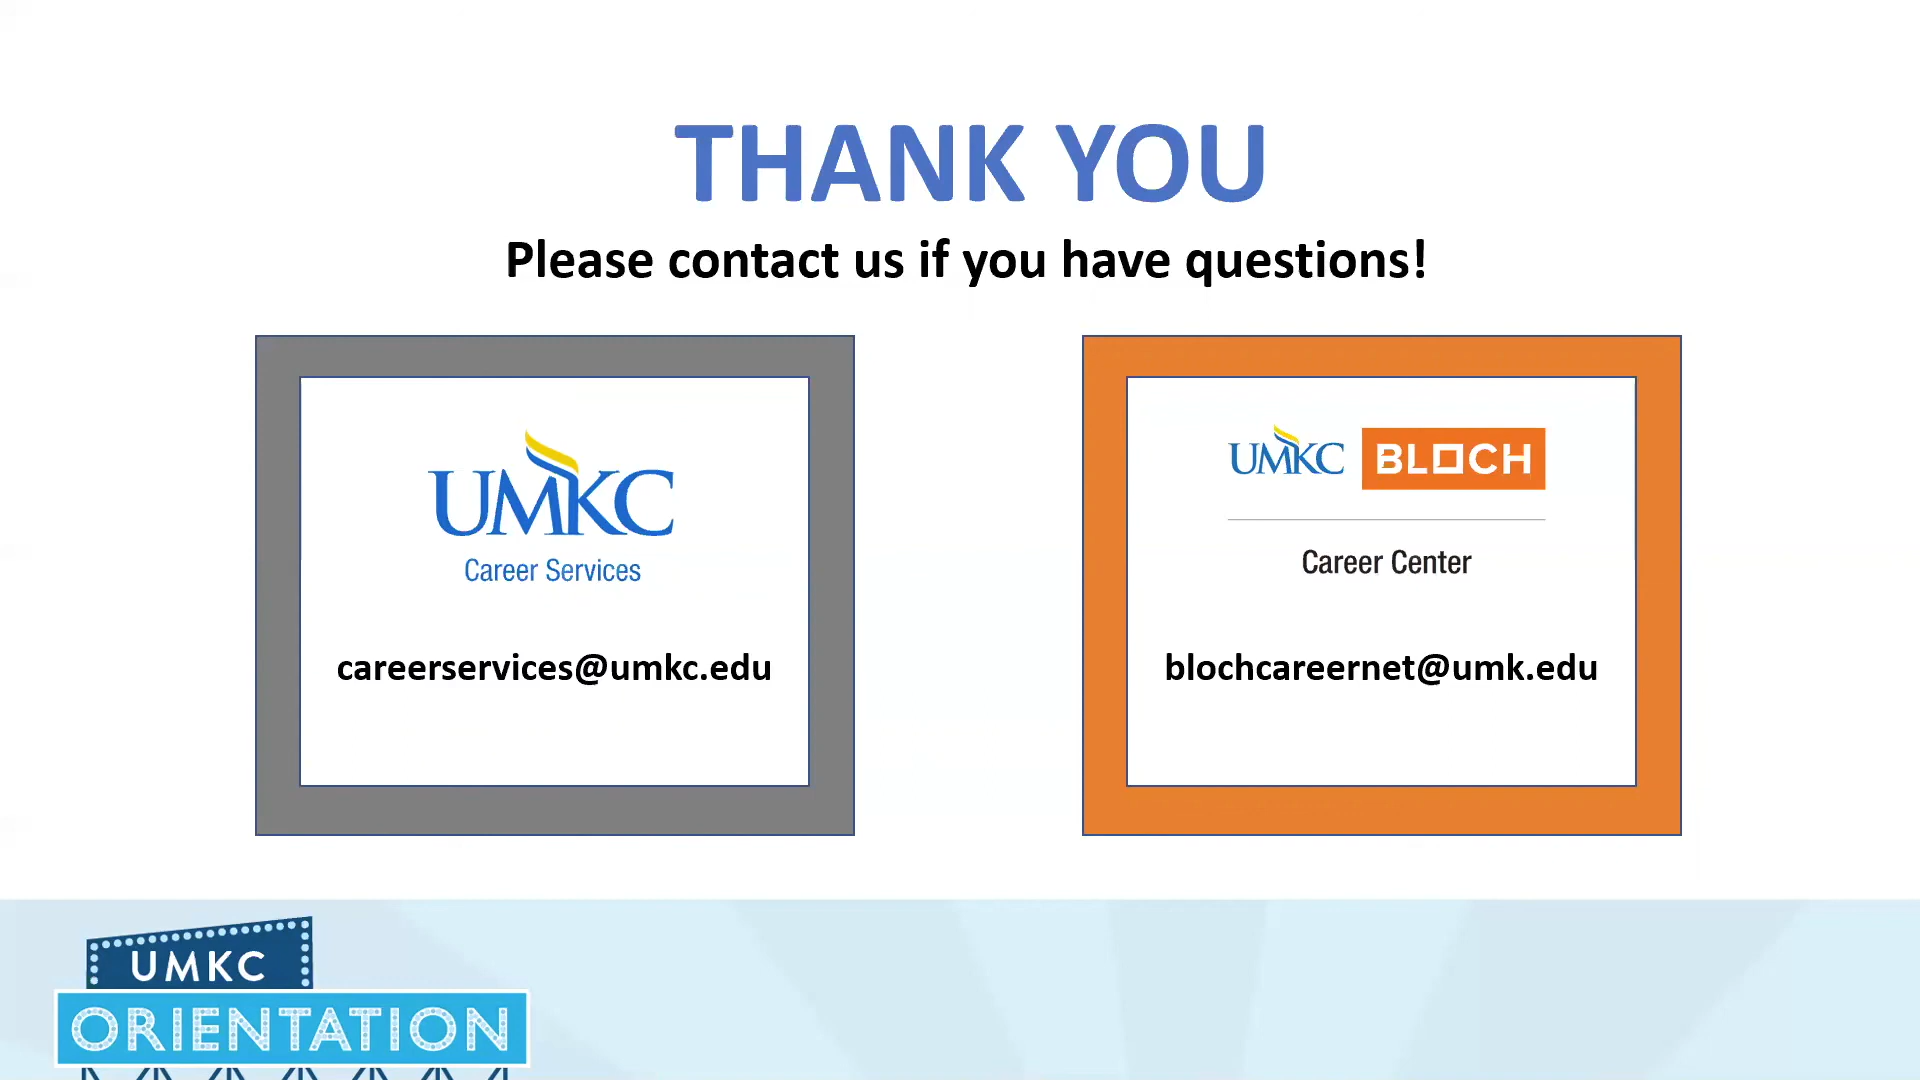 THANK YOU
Please contact us if you have questions!
UMKC
Career Services
careerservices@umkc.edu
UMKC BLOCH
Career Center
blochcareernet@umk.edu
UMKC
ORIENTATION